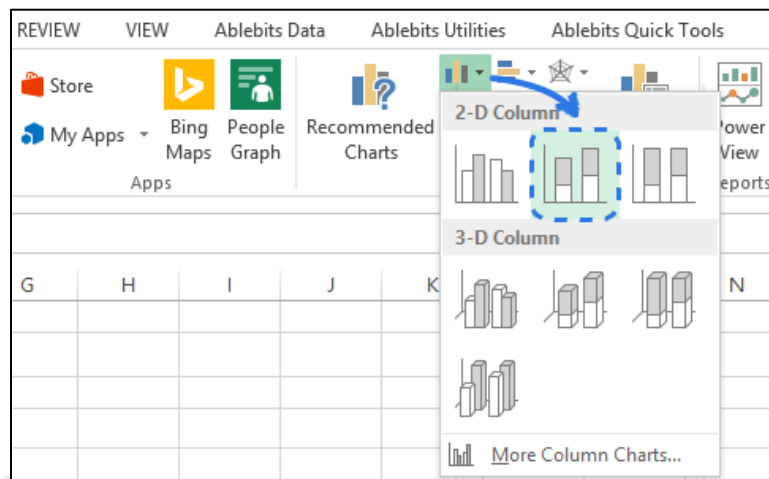 REVIEW VIEW Ablebits Data Ablebits Utilities Ablebits Quick Tools
Store
My Apps
Bing Maps
People Graph
Recommended Charts
Apps
2-D Column
3-D Column
More Column Charts...
Power View
eports
G H I J K N